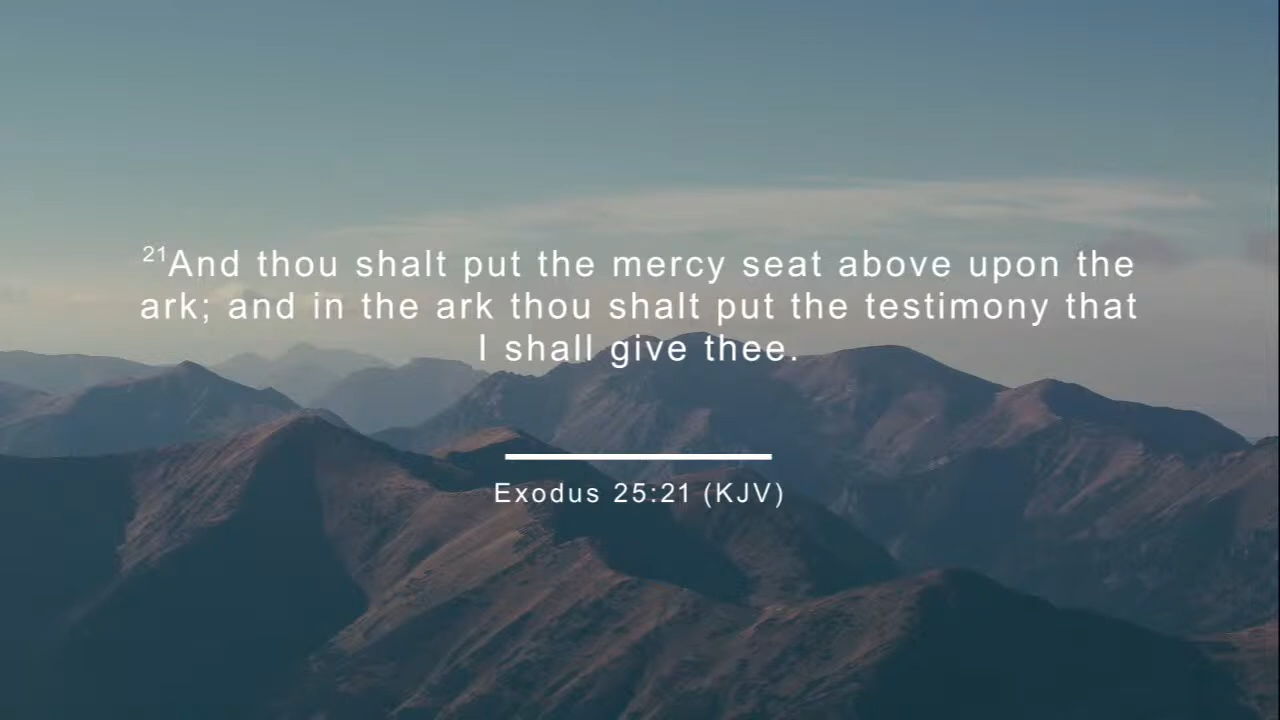 ²¹And thou shalt put the mercy seat above upon the
ark; and in the ark thou shalt put the testimony that
I shall give thee.
Exodus 25:21 (KJV)